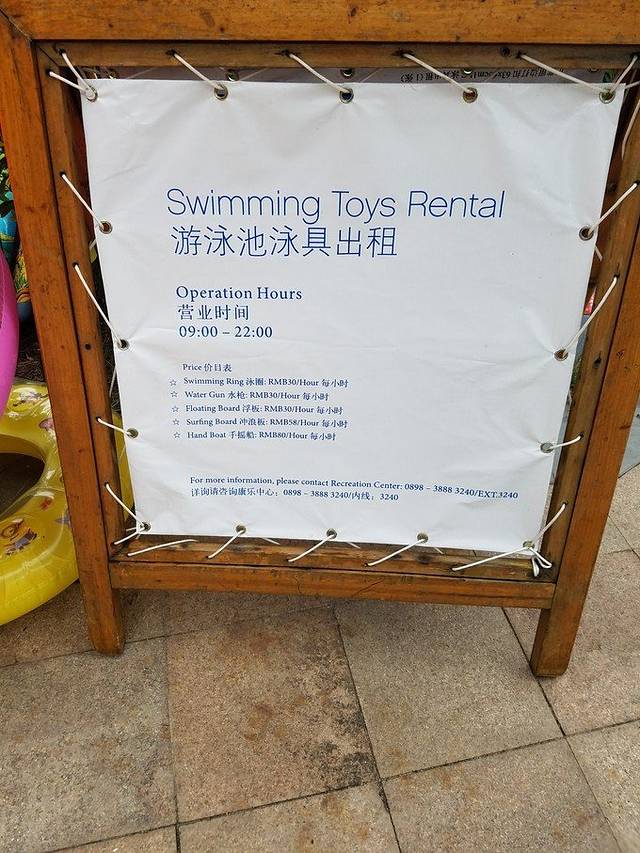 Swimming Toys Rental
游泳池泳具出租
Operation Hours
营业时间
09:00 – 22:00
Price 价目表
☆ Swimming Ring 泳圈: RMB30/Hour 每小时
☆ Water Gun 水枪: RMB30/Hour 每小时
☆ Floating Board 浮板: RMB30/Hour 每小时
☆ Surfing Board 冲浪板: RMB58/Hour 每小时
☆ Hand Boat 手摇船: RMB80/Hour 每小时
For more information, please contact Recreation Center: 0898 – 3888 3240/EXT.3240
详询请咨询康乐中心：0898 – 3888 3240/内线：3240